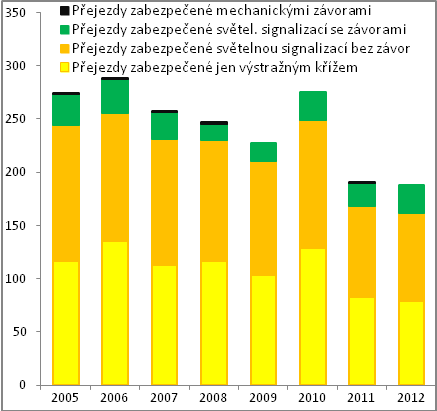 350
300
250
200
150
100
50
0
Přejezdy zabezpečené mechanickými závorami
Přejezdy zabezpečené světel. signalizací se závorami
Přejezdy zabezpečené světelnou signalizací bez závor
Přejezdy zabezpečené jen výstražným křížem
2005 2006 2007 2008 2009 2010 2011 2012